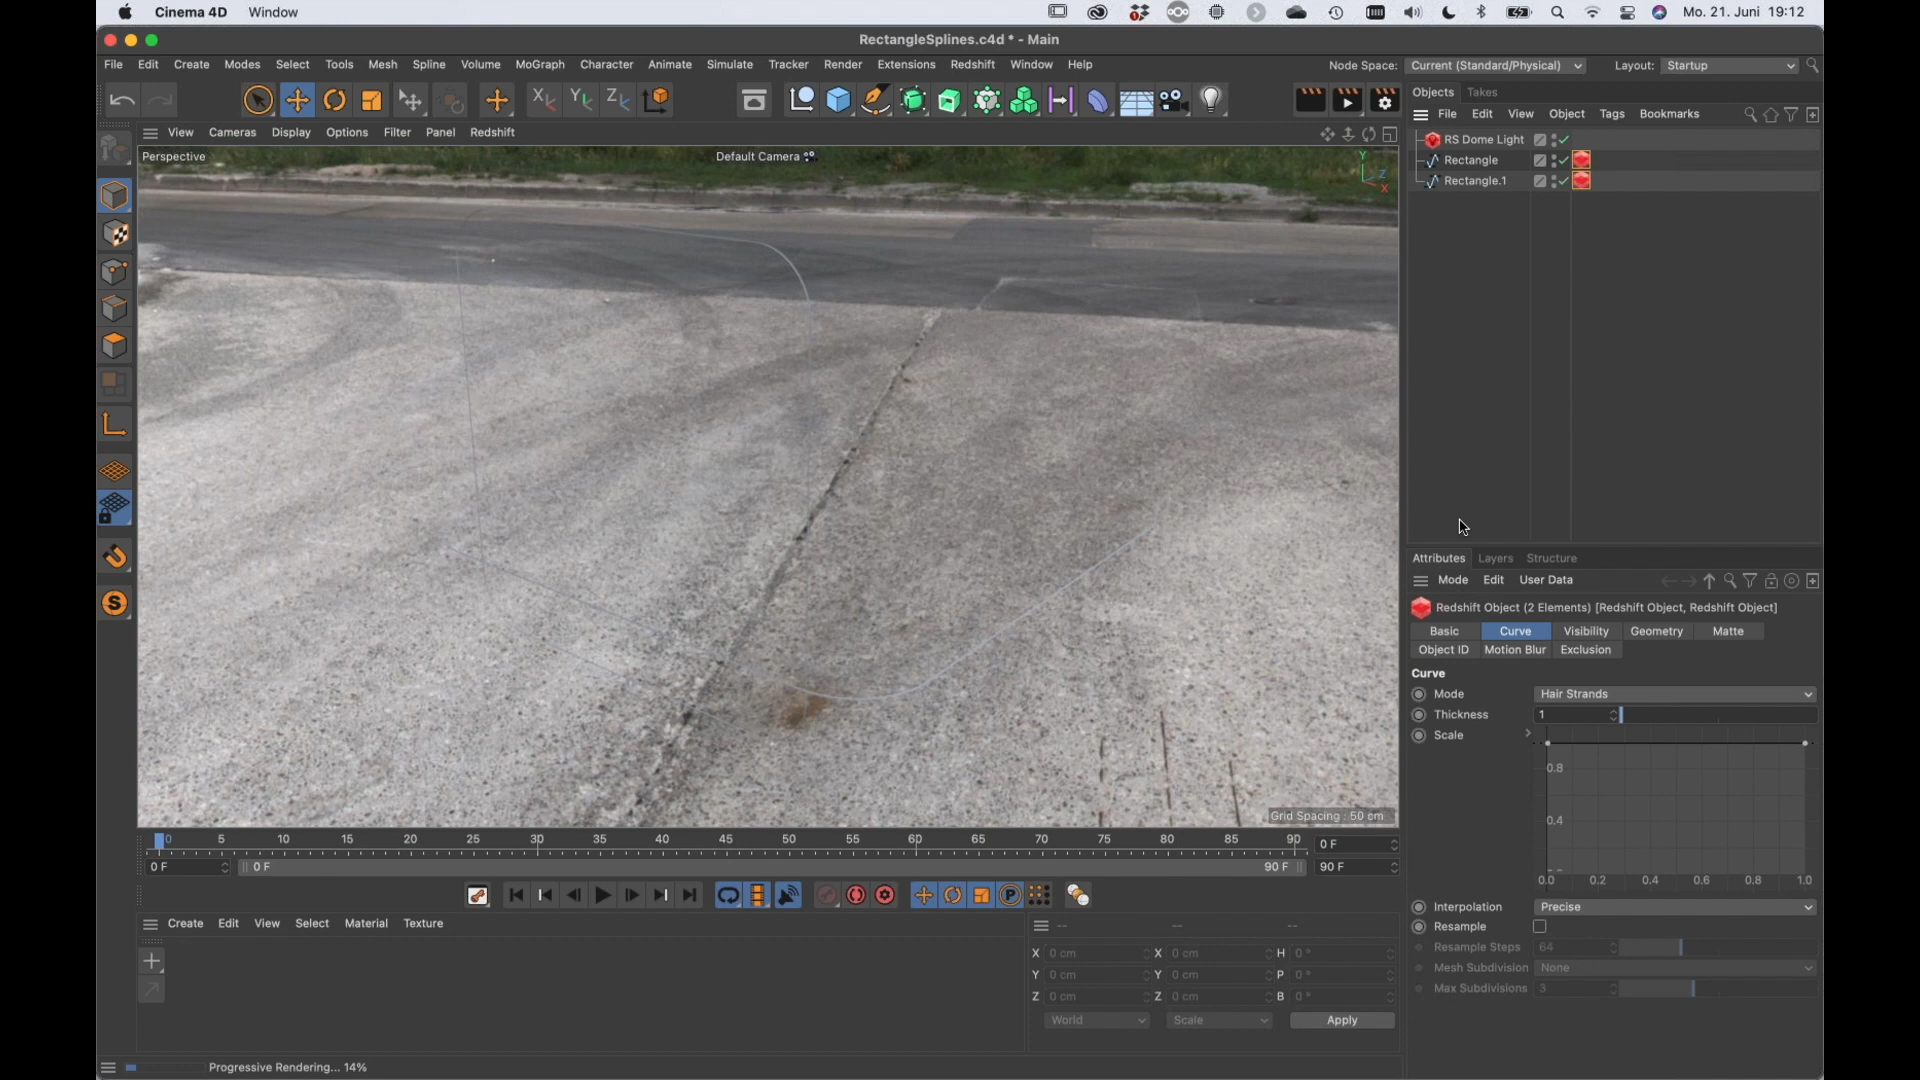 Cinema 4D Window
Mo. 21. Juni 19:12
RectangleSplines.c4d * - Main
File Edit Create Modes Select Tools Mesh Spline Volume MoGraph Character Animate Simulate Tracker Render Extensions Redshift Window Help
Node Space: Current (Standard/Physical) Layout: Startup
Objects Takes
File Edit View Object Tags Bookmarks
View Cameras Display Options Filter Panel Redshift
Perspective
Default Camera
Y
Z
X
RS Dome Light
Rectangle
Rectangle.1
Grid Spacing : 50 cm
Attributes Layers Structure
Mode Edit User Data
Redshift Object (2 Elements) [Redshift Object, Redshift Object]
Basic Curve Visibility Geometry Matte
Object ID Motion Blur Exclusion
Curve
Mode Hair Strands
Thickness 1
Scale
0.8
0.4
0.0 0.2 0.4 0.6 0.8 1.0
Interpolation Precise
Resample
Resample Steps 64
Mesh Subdivision None
Max Subdivisions 3
0 5 10 15 20 25 30 35 40 45 50 55 60 65 70 75 80 85 90
0 F
0 F 0 F 90 F 90 F
Create Edit View Select Material Texture
-- -- --
X 0 cm X 0 cm H 0 °
Y 0 cm Y 0 cm P 0 °
Z 0 cm Z 0 cm B 0 °
World Scale Apply
Progressive Rendering... 14%